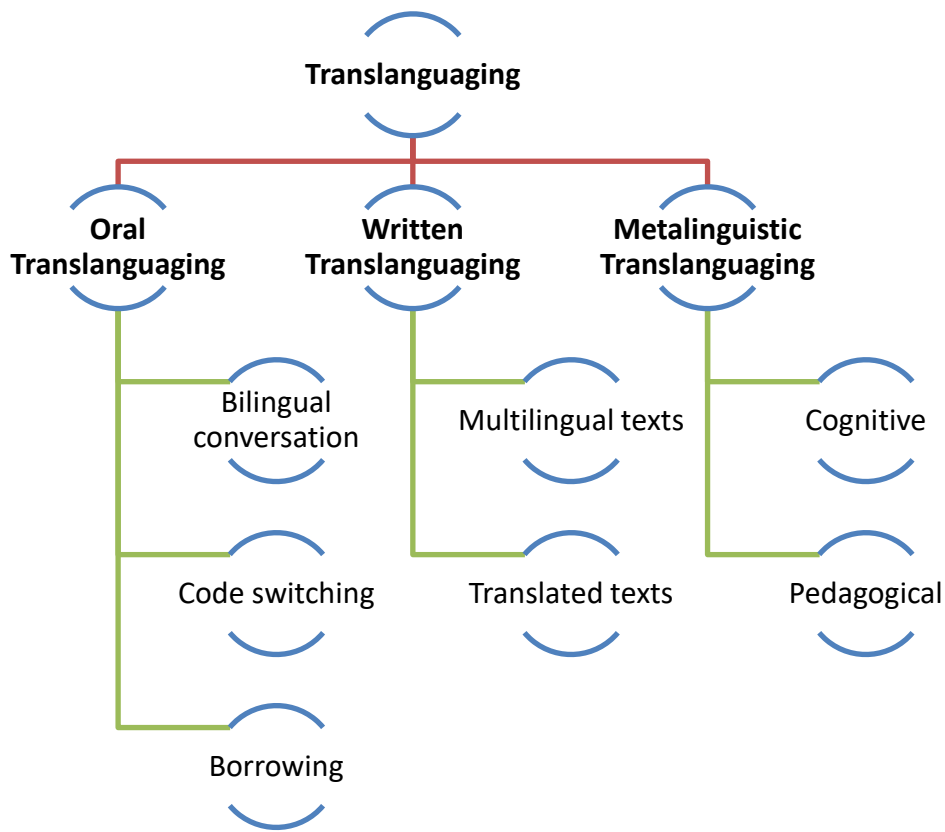 Translanguaging
Oral
Translanguaging
Written
Translanguaging
Metalinguistic
Translanguaging
Bilingual
conversation
Multilingual texts
Cognitive
Code switching
Translated texts
Pedagogical
Borrowing